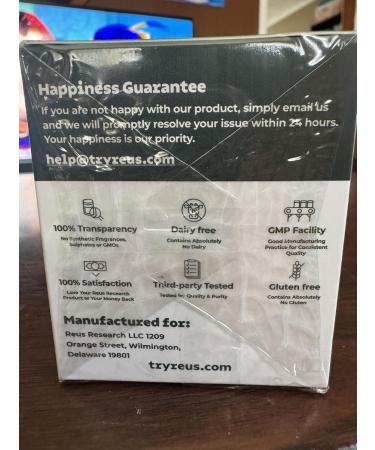 Happiness Guarantee
If you are not happy with our product, simply email us
and we will promptly resolve your issue within 24 hours.
Your happiness is our priority.
help@tryreus.com
100% Transparency
No Synthetic Fragrances,
Sulphates or GMOs
Dairy free
Contains Absolutely
No Dairy
GMP Facility
Good Manufacturing
Practice for Consistent
Quality
100% Satisfaction
Love Your Reus Research
Product or Your Money Back
Third-party Tested
Tested for Quality & Purity
Gluten free
Contains Absolutely
No Gluten
Manufactured for:
Reus Research LLC 1209
Orange Street, Wilmington,
Delaware 19801
tryreus.com